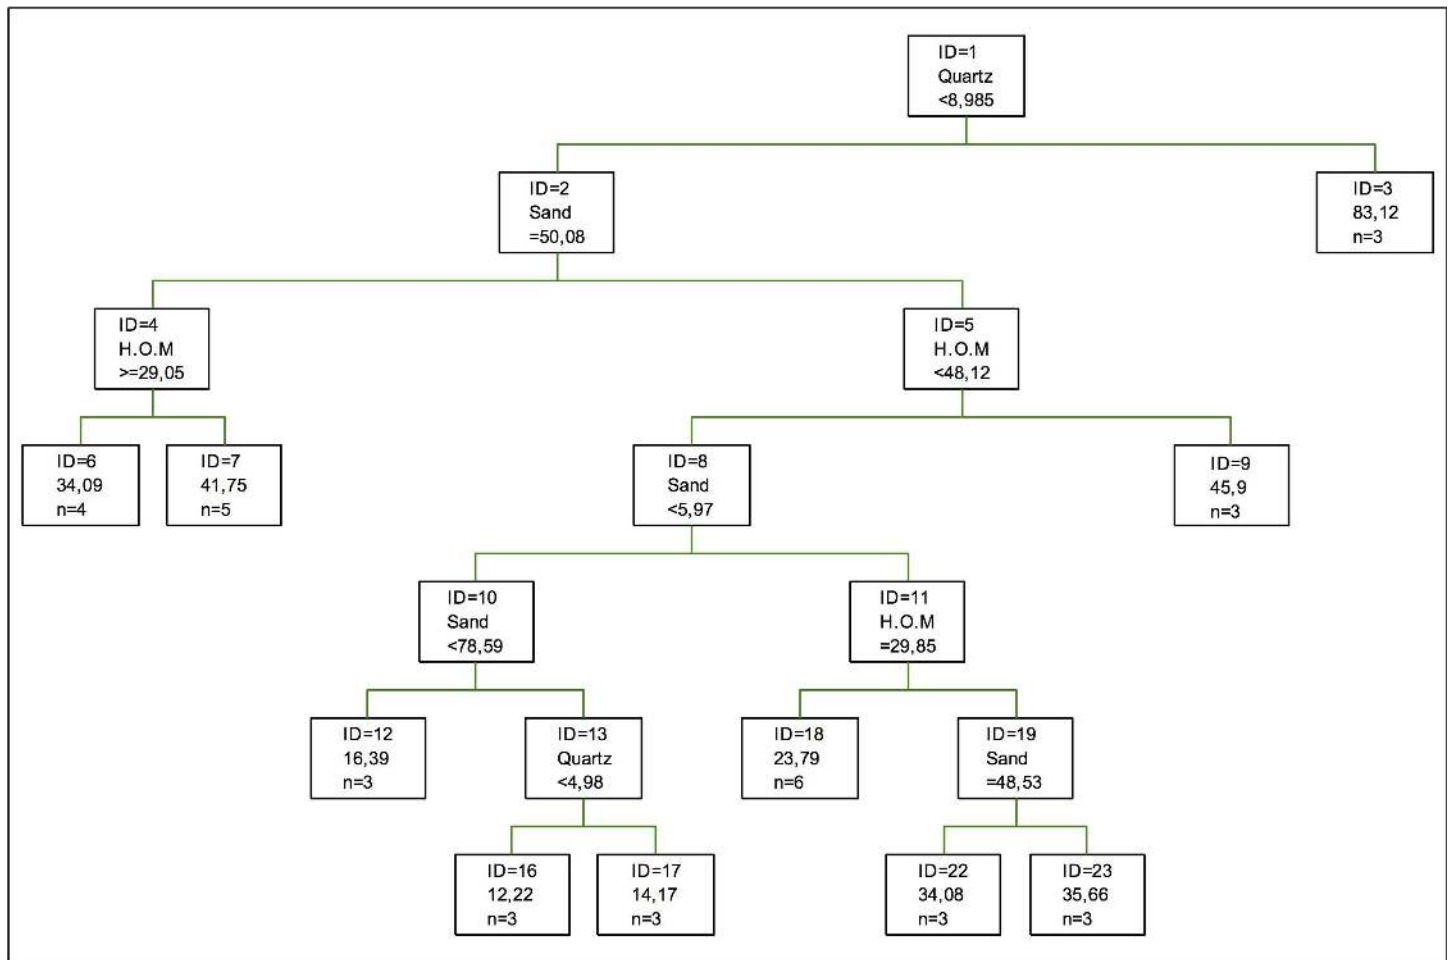 ID=1
Quartz
<8,985
ID=2
Sand
=50,08
ID=3
83,12
n=3
ID=4
H.O.M
>=29,05
ID=5
H.O.M
<48,12
ID=6
34,09
n=4
ID=7
41,75
n=5
ID=8
Sand
<5,97
ID=9
45,9
n=3
ID=10
Sand
<78,59
ID=11
H.O.M
=29,85
ID=12
16,39
n=3
ID=13
Quartz
<4,98
ID=18
23,79
n=6
ID=19
Sand
=48,53
ID=16
12,22
n=3
ID=17
14,17
n=3
ID=22
34,08
n=3
ID=23
35,66
n=3